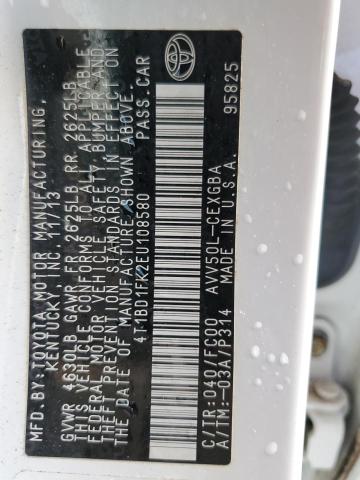 MFD. BY: TOYOTA MOTOR MANUFACTURING,
KENTUCKY, INC. 11/13
GVWR 4630LB GAWR FR. 2625LB RR. 2625LB
THIS VEHICLE CONFORMS TO ALL APPLICABLE
FEDERAL MOTOR VEHICLE SAFETY, BUMPER AND
THEFT PREVENTION STANDARDS IN EFFECT ON
THE DATE OF MANUFACTURE SHOWN ABOVE.
4T1BD1FK2EU108580 PASS. CAR
C/TR:040/FC00 AVV50L-CEXGBA
A/TM:-03A/P314 MADE IN U.S.A.
95825